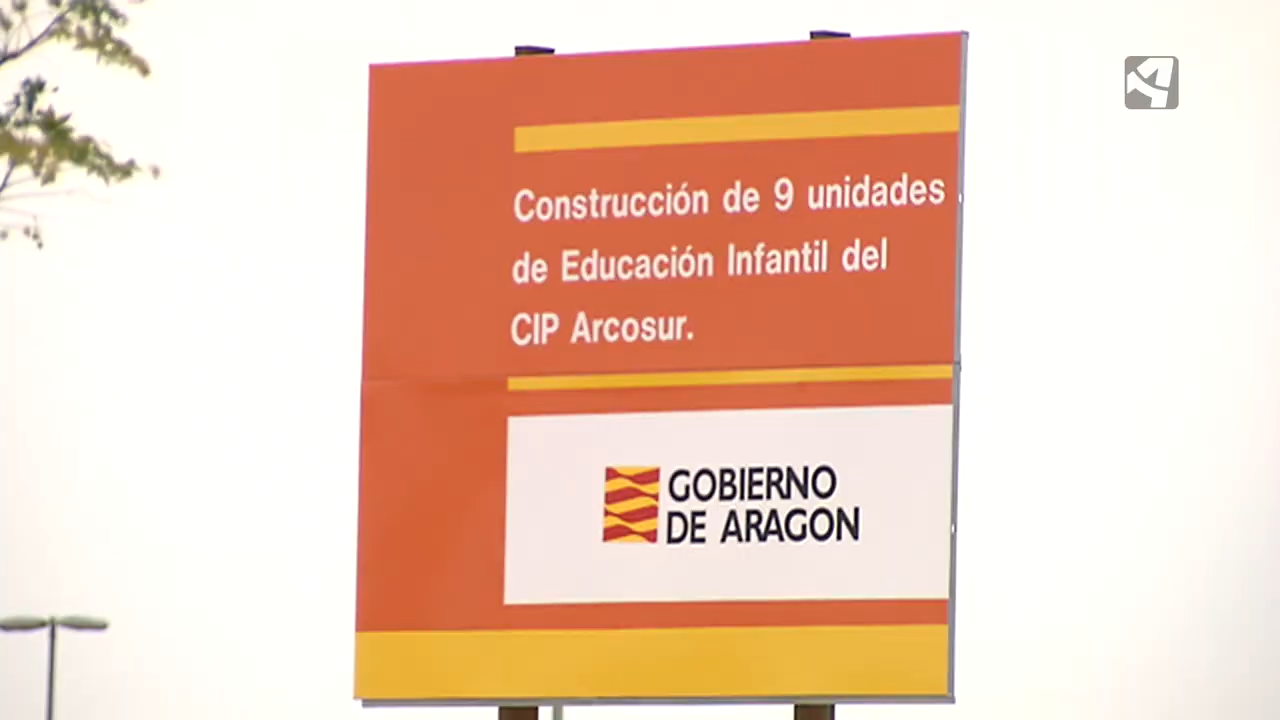 Construcción de 9 unidades
de Educación Infantil del
CIP Arcosur.
GOBIERNO
DE ARAGON